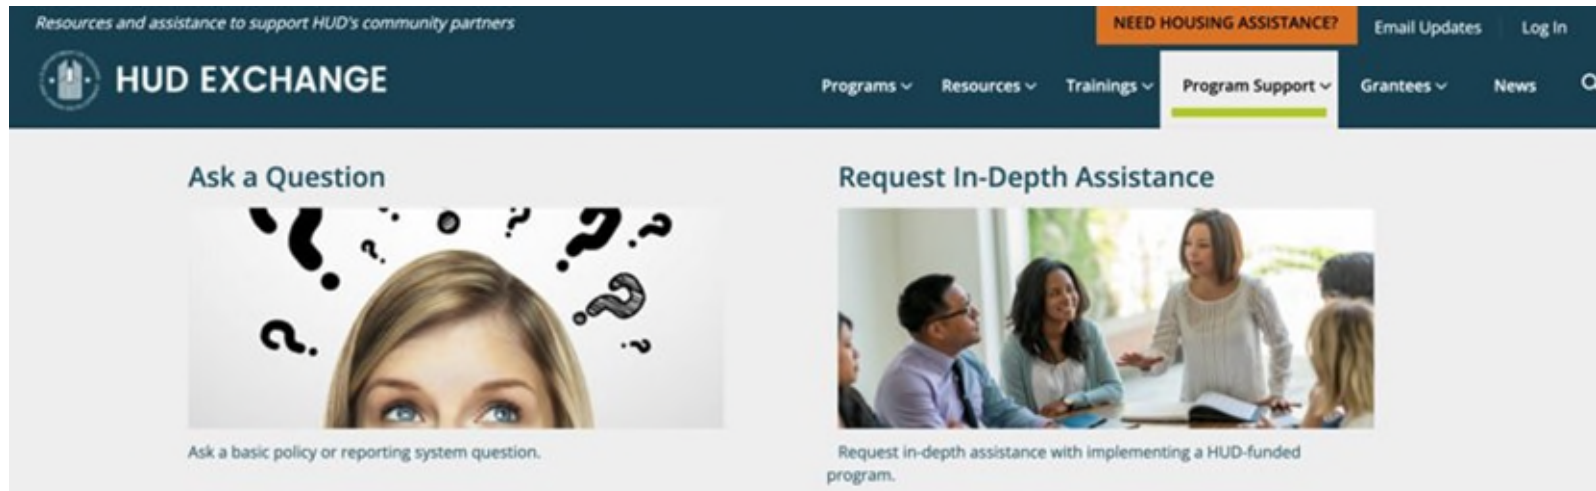 Resources and assistance to support HUD's community partners
NEED HOUSING ASSISTANCE?
Email Updates
Log In
HUD EXCHANGE
Programs
Resources
Trainings
Program Support
Grantees
News
Ask a Question
Request In-Depth Assistance
Ask a basic policy or reporting system question.
Request in-depth assistance with implementing a HUD-funded
program.